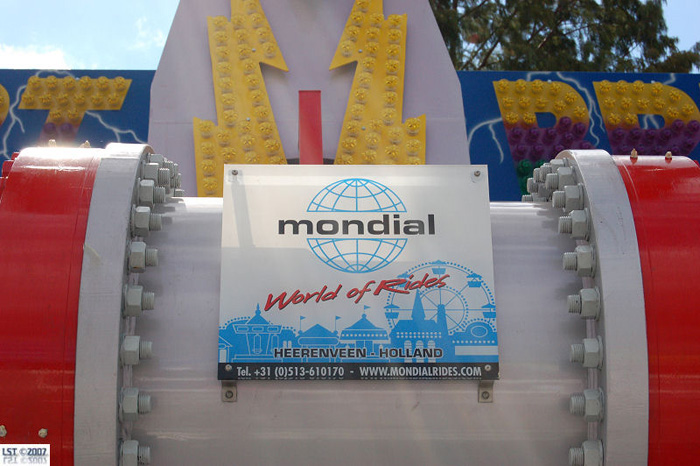 mondial
World of Rides
HEERENVEEN - HOLLAND
Tel. +31 (0)513-610170 - WWW.MONDIALRIDES.COM
LST ©2007